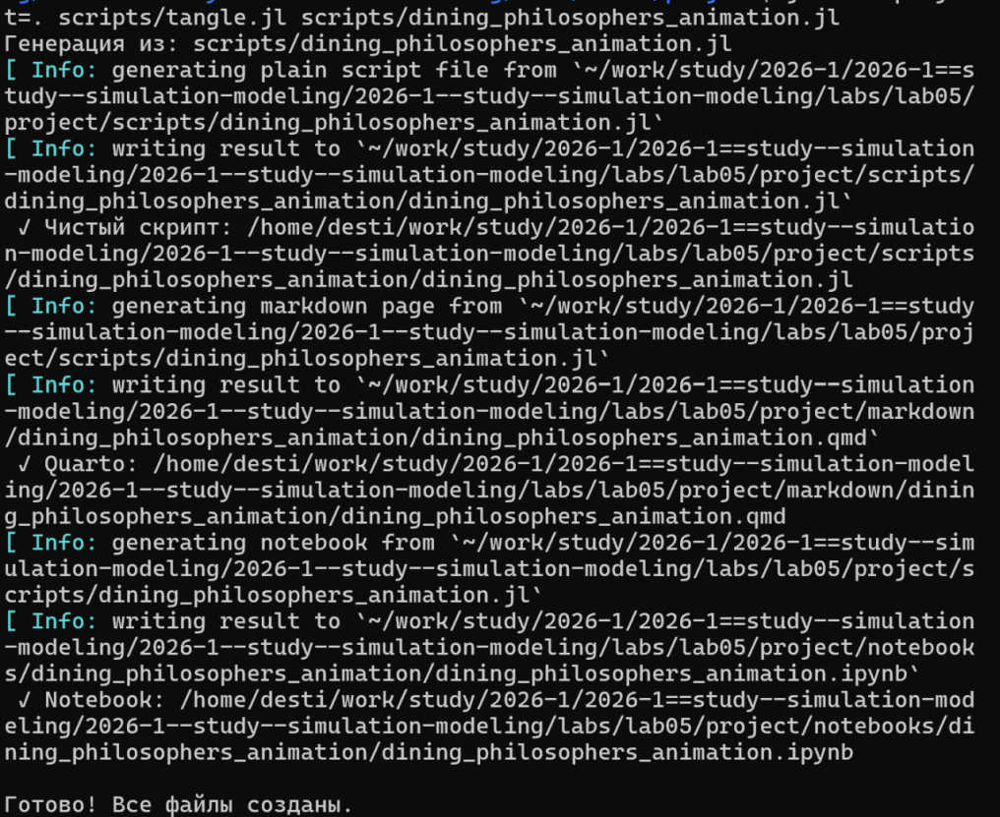 t=. scripts/tangle.jl scripts/dining_philosophers_animation.jl
Генерация из: scripts/dining_philosophers_animation.jl
[ Info: generating plain script file from `~/work/study/2026-1/2026-1==s
tudy--simulation-modeling/2026-1--study--simulation-modeling/labs/lab05/
project/scripts/dining_philosophers_animation.jl`
[ Info: writing result to `~/work/study/2026-1/2026-1==study--simulation
-modeling/2026-1--study--simulation-modeling/labs/lab05/project/scripts/
dining_philosophers_animation/dining_philosophers_animation.jl`
 ✓ Чистый скрипт: /home/desti/work/study/2026-1/2026-1==study--simulatio
n-modeling/2026-1--study--simulation-modeling/labs/lab05/project/scripts
/dining_philosophers_animation/dining_philosophers_animation.jl
[ Info: generating markdown page from `~/work/study/2026-1/2026-1==study
--simulation-modeling/2026-1--study--simulation-modeling/labs/lab05/proj
ect/scripts/dining_philosophers_animation.jl`
[ Info: writing result to `~/work/study/2026-1/2026-1==study--simulation
-modeling/2026-1--study--simulation-modeling/labs/lab05/project/markdown
/dining_philosophers_animation/dining_philosophers_animation.qmd`
 ✓ Quarto: /home/desti/work/study/2026-1/2026-1==study--simulation-model
ing/2026-1--study--simulation-modeling/labs/lab05/project/markdown/dinin
g_philosophers_animation/dining_philosophers_animation.qmd
[ Info: generating notebook from `~/work/study/2026-1/2026-1==study--sim
ulation-modeling/2026-1--study--simulation-modeling/labs/lab05/project/s
cripts/dining_philosophers_animation.jl`
[ Info: writing result to `~/work/study/2026-1/2026-1==study--simulation
-modeling/2026-1--study--simulation-modeling/labs/lab05/project/notebook
s/dining_philosophers_animation/dining_philosophers_animation.ipynb`
 ✓ Notebook: /home/desti/work/study/2026-1/2026-1==study--simulation-mod
eling/2026-1--study--simulation-modeling/labs/lab05/project/notebooks/di
ning_philosophers_animation/dining_philosophers_animation.ipynb
Готово! Все файлы созданы.